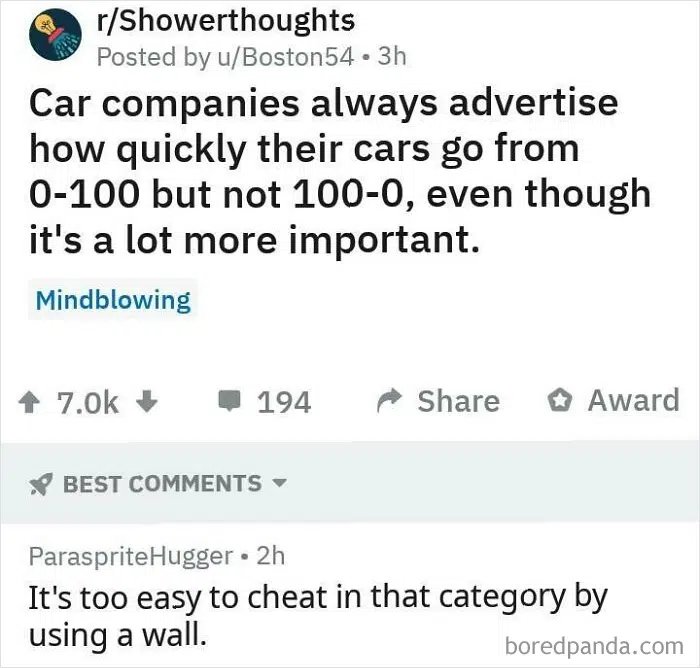 r/Showerthoughts
Posted by u/Boston54 • 3h
Car companies always advertise
how quickly their cars go from
0-100 but not 100-0, even though
it's a lot more important.
Mindblowing
7.0k 194 Share Award
BEST COMMENTS
ParaspriteHugger • 2h
It's too easy to cheat in that category by
using a wall.
boredpanda.com